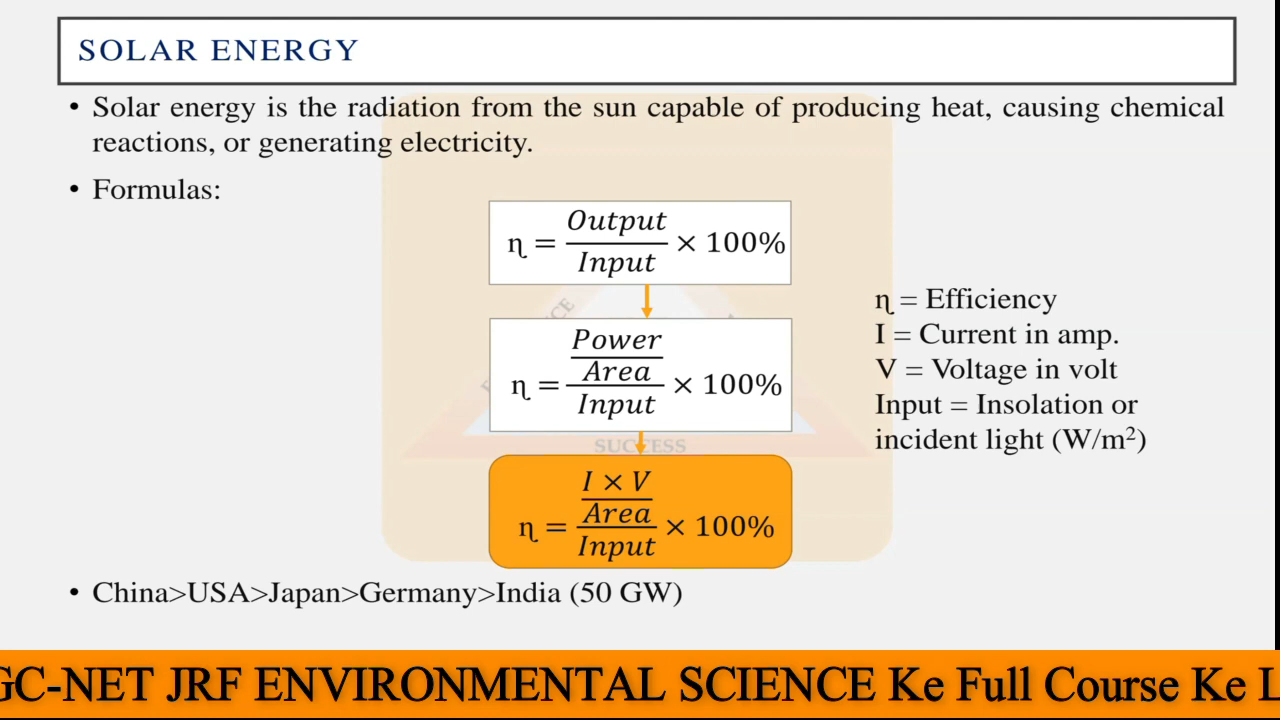 SOLAR ENERGY
• Solar energy is the radiation from the sun capable of producing heat, causing chemical
reactions, or generating electricity.
• Formulas:
η = Output/Input × 100%
η = (Power/Area)/Input × 100%
SUCCESS
η = (I × V/Area)/Input × 100%
η = Efficiency
I = Current in amp.
V = Voltage in volt
Input = Insolation or
incident light (W/m²)
• China>USA>Japan>Germany>India (50 GW)
GC-NET JRF ENVIRONMENTAL SCIENCE Ke Full Course Ke L